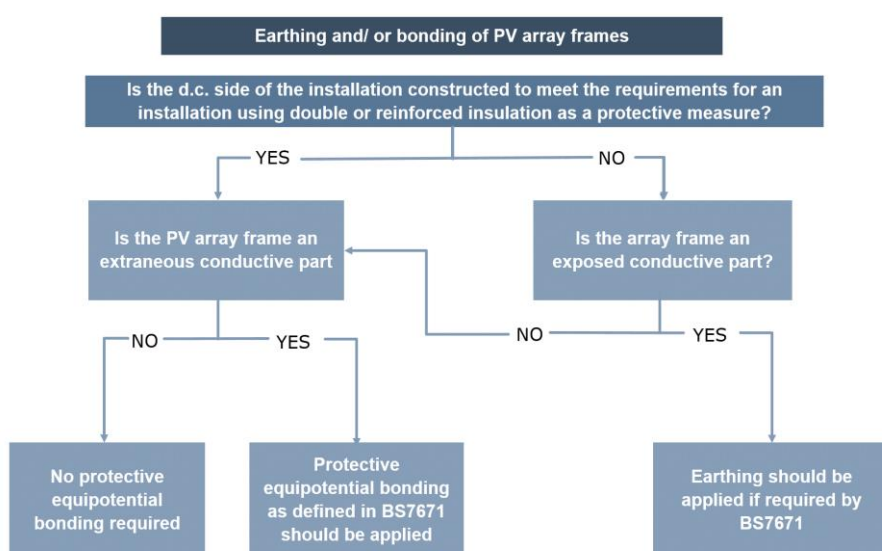 Earthing and/ or bonding of PV array frames
Is the d.c. side of the installation constructed to meet the requirements for an
installation using double or reinforced insulation as a protective measure?
YES
NO
Is the PV array frame an
extraneous conductive part
Is the array frame an
exposed conductive part?
NO
YES
NO
YES
No protective
equipotential
bonding required
Protective
equipotential bonding
as defined in BS7671
should be applied
Earthing should be
applied if required by
BS7671